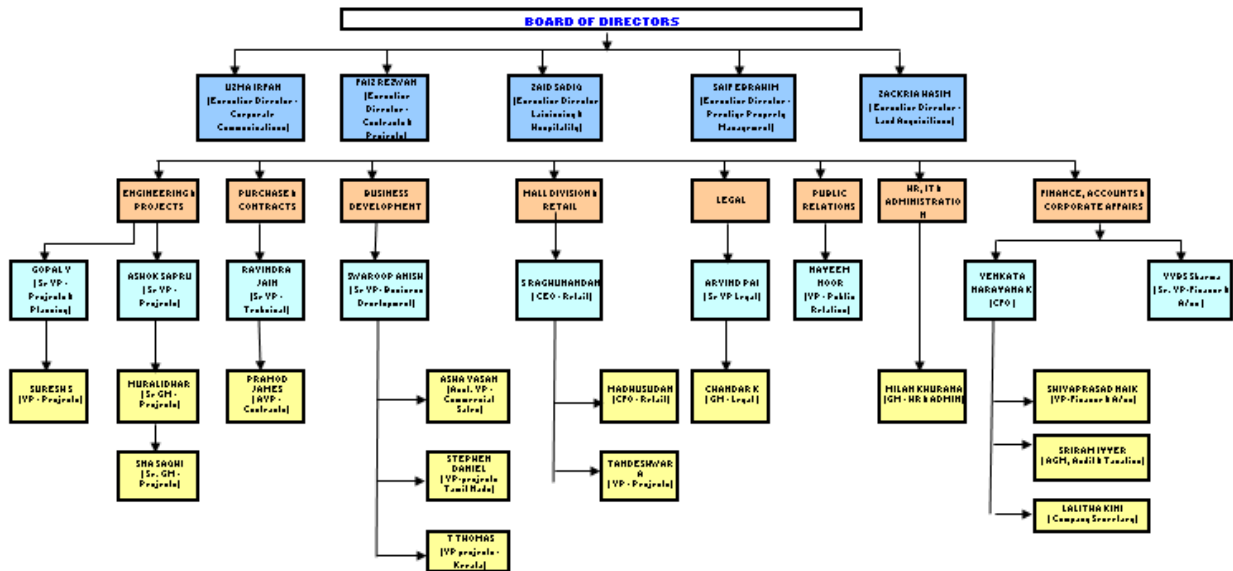 BOARD OF DIRECTORS
UZMA IRFAN
(Executive Director -
Corporate
Communications)
FAIZ REZWAN
(Executive
Director -
Contracts &
Projects)
ZAID SADIQ
(Executive Director
Liaisioning &
Hospitality)
SAIF EBRAHIM
(Executive Director -
Prestige Property
Management)
ZACKRIA HASIM
(Executive Director -
Land Acquisitions)
ENGINEERING &
PROJECTS
PURCHASE &
CONTRACTS
BUSINESS
DEVELOPMENT
MALL DIVISION &
RETAIL
LEGAL
PUBLIC
RELATIONS
HR, IT &
ADMINISTRATIO
N
FINANCE, ACCOUNTS &
CORPORATE AFFAIRS
GOPAL V
(Sr VP -
Projects &
Planning)
ASHOK SAPRU
(Sr VP -
Projects)
RAVINDRA
JAIN
(Sr VP -
Technical)
SWAROOP ANISH
(Sr VP - Business
Development)
S RAGHUNANDAN
(CEO - Retail)
ARVIND PAI
(Sr VP Legal)
NAYEEM
NOOR
(VP - Public
Relation)
VENKATA
NARAYANA K
(CFO)
VVBS Sharma
(Sr. VP-Finance &
A/cs)
SURESH S
(VP - Projects)
MURALIDHAR
(Sr GM -
Projects)
PRAMOD
JAMES
(AVP -
Contracts)
ASHA VASAN
(Asst. VP -
Commercial
Sales)
MADHUSUDAN
(CFO - Retail)
CHANDAR K
(GM - Legal)
MILAN KHURANA
(GM - HR & ADMIN)
SHIVAPRASAD NAIK
(VP-Finance & A/cs)
SHA SAQHI
(Sr. GM -
Projects)
STEPHEN
DANIEL
(VP-projects
Tamil Nadu)
TANDESHWAR
A
(VP - Projects)
SRIRAM IYYER
(AGM, Audit & Taxation)
T THOMAS
(VP projects -
Kerala)
LALITHA KINI
(Company Secretary)